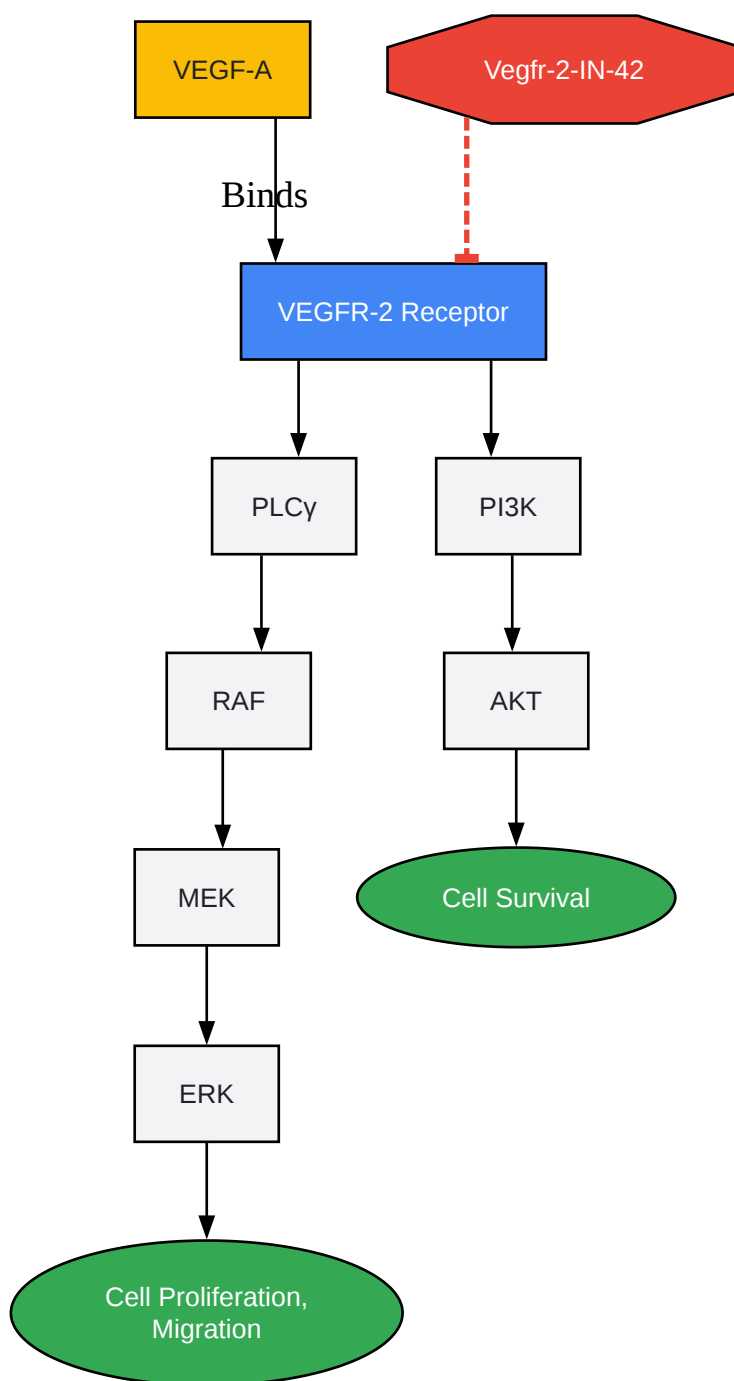 VEGF-A
Vegfr-2-IN-42
Binds
VEGFR-2 Receptor
PLCγ
PI3K
RAF
AKT
MEK
Cell Survival
ERK
Cell Proliferation,
Migration